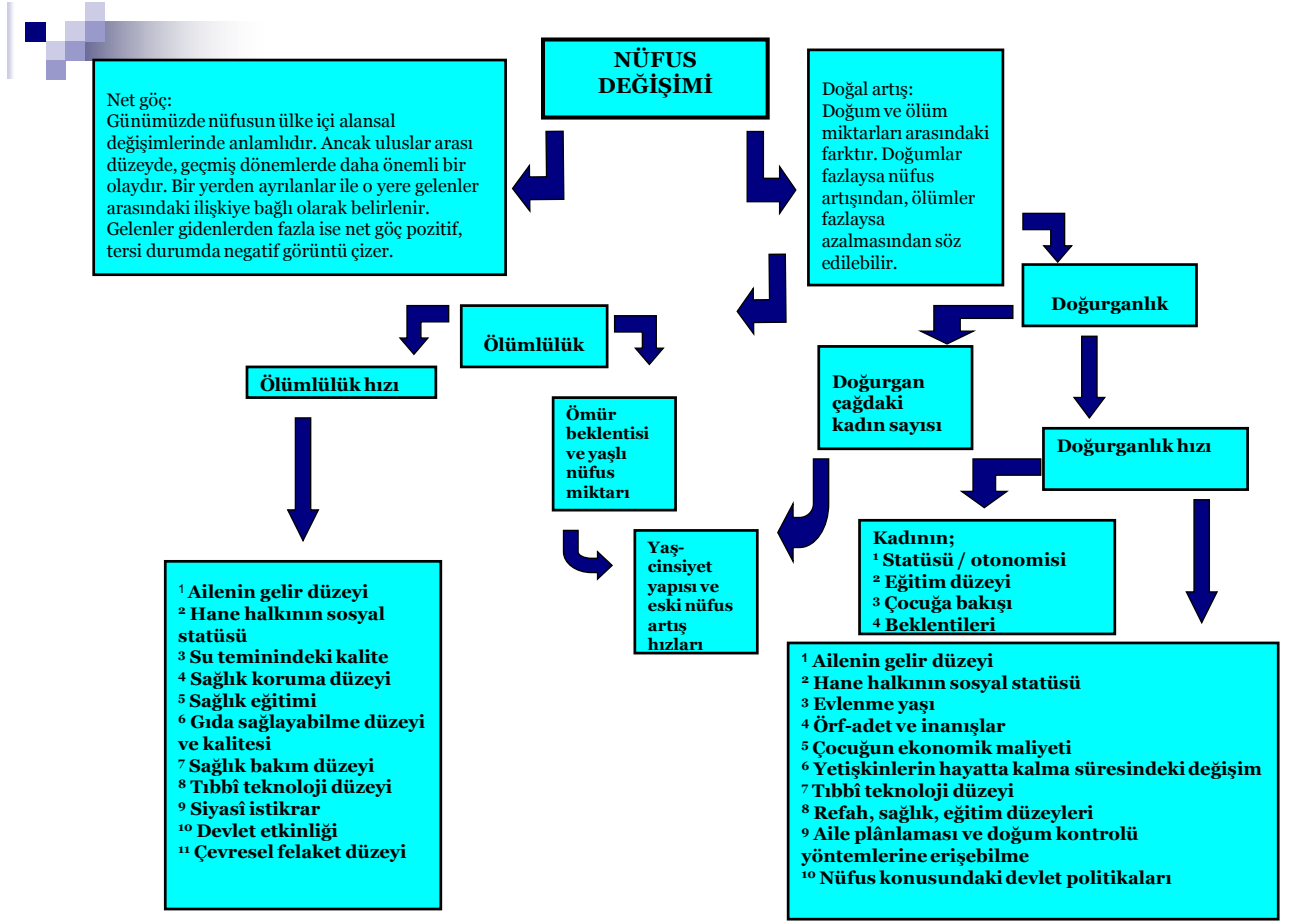 NÜFUS
DEĞİŞİMİ
Net göç:
Günümüzde nüfusun ülke içi alansal
değişimlerinde anlamlıdır. Ancak uluslar arası
düzeyde, geçmiş dönemlerde daha önemli bir
olaydır. Bir yerden ayrılanlar ile o yere gelenler
arasındaki ilişkiye bağlı olarak belirlenir.
Gelenler gidenlerden fazla ise net göç pozitif,
tersi durumda negatif görüntü çizer.
Doğal artış:
Doğum ve ölüm
miktarları arasındaki
farktır. Doğumlar
fazlaysa nüfus
artışından, ölümler
fazlaysa
azalmasından söz
edilebilir.
Doğurganlık
Ölümlülük
Ölümlülük hızı
Ömür
beklentisi
ve yaşlı
nüfus
miktarı
Doğurgan
çağdaki
kadın sayısı
Doğurganlık hızı
Yaş-
cinsiyet
yapısı ve
eski nüfus
artış
hızları
Kadının;
¹ Statüsü / otonomisi
² Eğitim düzeyi
³ Çocuğa bakışı
⁴ Beklentileri
¹ Ailenin gelir düzeyi
² Hane halkının sosyal
statüsü
³ Su teminindeki kalite
⁴ Sağlık koruma düzeyi
⁵ Sağlık eğitimi
⁶ Gıda sağlayabilme düzeyi
ve kalitesi
⁷ Sağlık bakım düzeyi
⁸ Tıbbî teknoloji düzeyi
⁹ Siyasî istikrar
¹⁰ Devlet etkinliği
¹¹ Çevresel felaket düzeyi
¹ Ailenin gelir düzeyi
² Hane halkının sosyal statüsü
³ Evlenme yaşı
⁴ Örf-adet ve inanışlar
⁵ Çocuğun ekonomik maliyeti
⁶ Yetişkinlerin hayatta kalma süresindeki değişim
⁷ Tıbbî teknoloji düzeyi
⁸ Refah, sağlık, eğitim düzeyleri
⁹ Aile plânlaması ve doğum kontrolü
yöntemlerine erişebilme
¹⁰ Nüfus konusundaki devlet politikaları